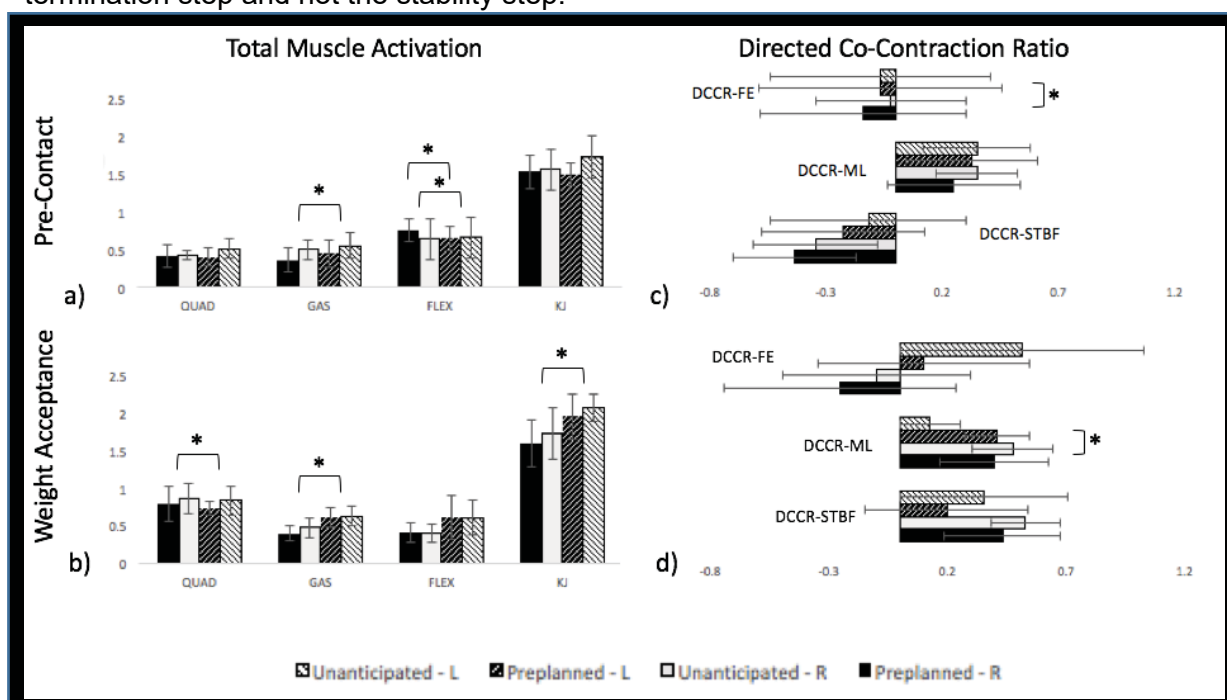 termination step and not the stability step.
Total Muscle Activation
Directed Co-Contraction Ratio
Pre-Contact
2.5
2
1.5
1
0.5
0
*
*
*
*
QUAD
GAS
FLEX
KJ
a)
DCCR-FE
*
DCCR-ML
DCCR-STBF
-0.8
-0.3
0.2
0.7
1.2
c)
Weight Acceptance
2.5
2
1.5
1
0.5
0
*
*
*
QUAD
GAS
FLEX
KJ
b)
DCCR-FE
DCCR-ML
*
DCCR-STBF
-0.8
-0.3
0.2
0.7
1.2
d)
Unanticipated - L
Preplanned - L
Unanticipated - R
Preplanned - R